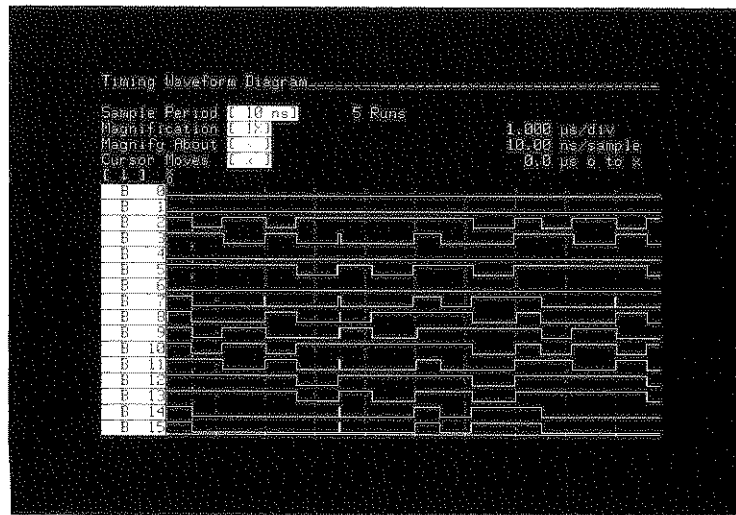 Timing Waveform Diagram
Sample Period [ 10 ns] 5 Runs
Magnification [ 1X] 1.000 µs/div
Magnify About [ x ] 10.00 ns/sample
Cursor Moves [ x ] 0.0 µs o to x
B 0
B 1
B 2
B 3
B 4
B 5
B 6
B 7
B 8
B 9
B 10
B 11
B 12
B 13
B 14
B 15